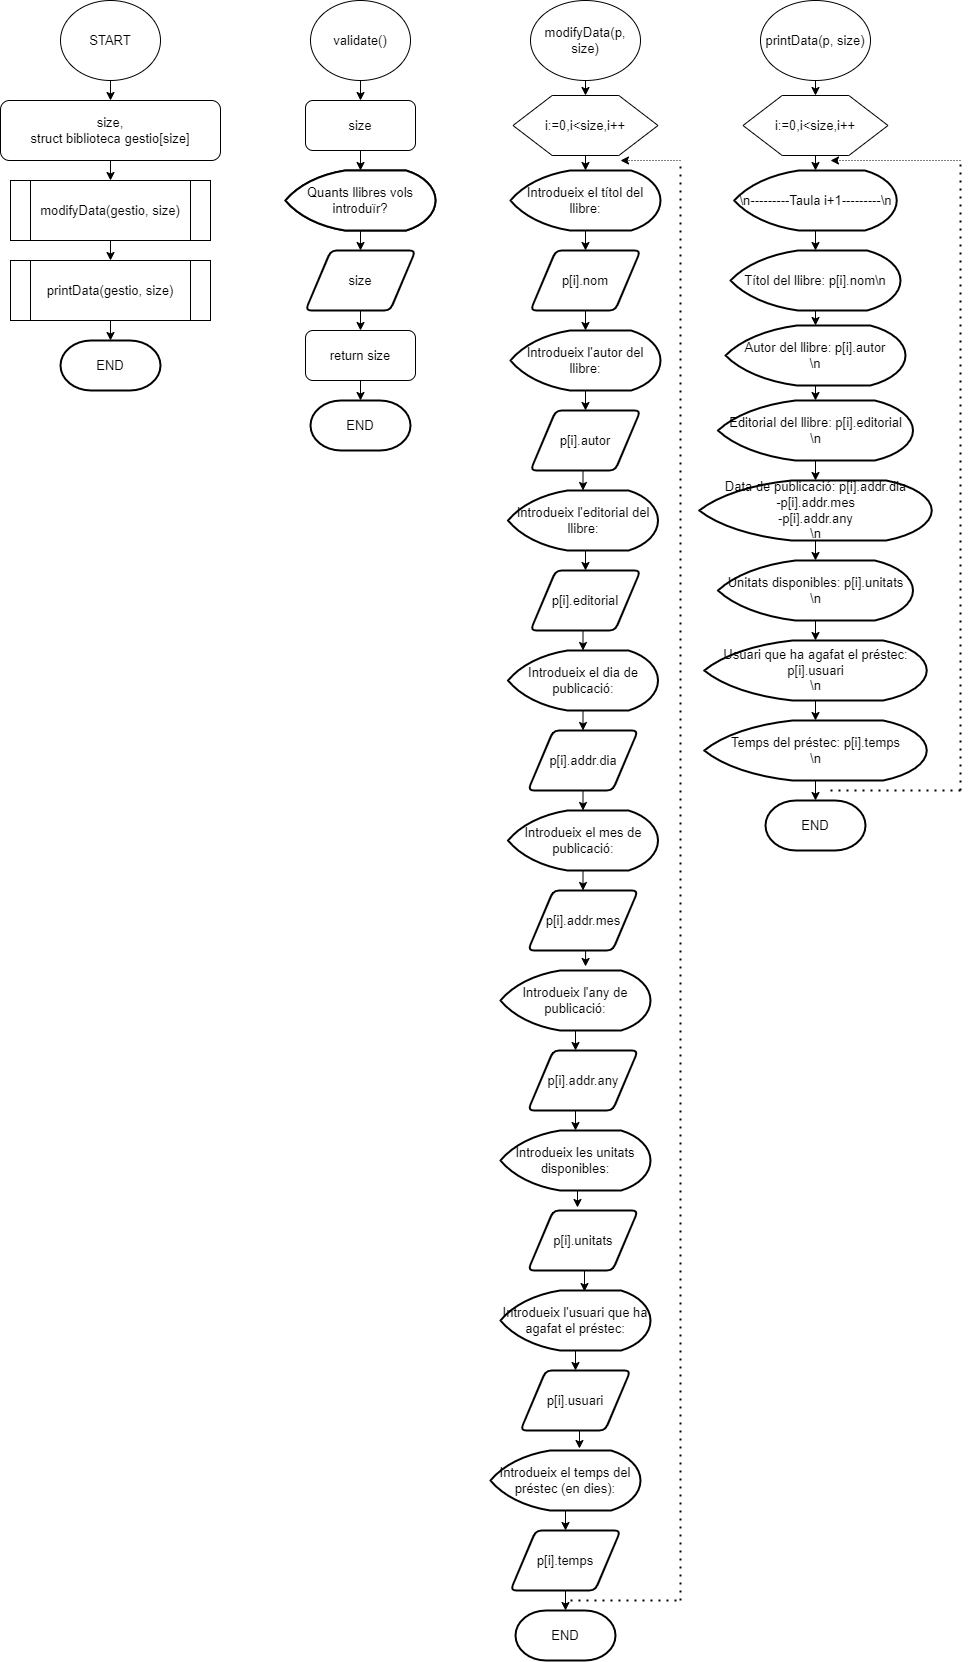 START
size,
struct biblioteca gestio[size]
modifyData(gestio, size)
printData(gestio, size)
END
validate()
size
Quants llibres vols
introduïr?
size
return size
END
modifyData(p,
size)
i:=0,i<size,i++
Introdueix el títol del
llibre:
p[i].nom
Introdueix l'autor del
llibre:
p[i].autor
Introdueix l'editorial del
llibre:
p[i].editorial
Introdueix el dia de
publicació:
p[i].addr.dia
Introdueix el mes de
publicació:
p[i].addr.mes
Introdueix l'any de
publicació:
p[i].addr.any
Introdueix les unitats
disponibles:
p[i].unitats
Introdueix l'usuari que ha
agafat el préstec:
p[i].usuari
Introdueix el temps del
préstec (en dies):
p[i].temps
END
printData(p, size)
i:=0,i<size,i++
\n---------Taula i+1---------\n
Títol del llibre: p[i].nom\n
Autor del llibre: p[i].autor
\n
Editorial del llibre: p[i].editorial
\n
Data de publicació: p[i].addr.dia
-p[i].addr.mes
-p[i].addr.any
\n
Unitats disponibles: p[i].unitats
\n
Usuari que ha agafat el préstec:
p[i].usuari
\n
Temps del préstec: p[i].temps
\n
END